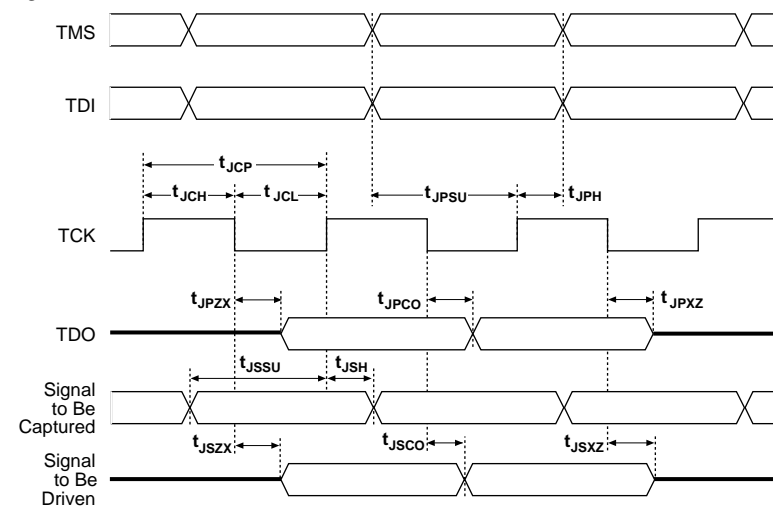 TMS
TDI
tJCP
tJCH
tJCL
tJPSU
tJPH
TCK
tJPZX
tJPCO
tJPXZ
TDO
tJSSU
tJSH
Signal
to Be
Captured
tJSZX
tJSCO
tJSXZ
Signal
to Be
Driven